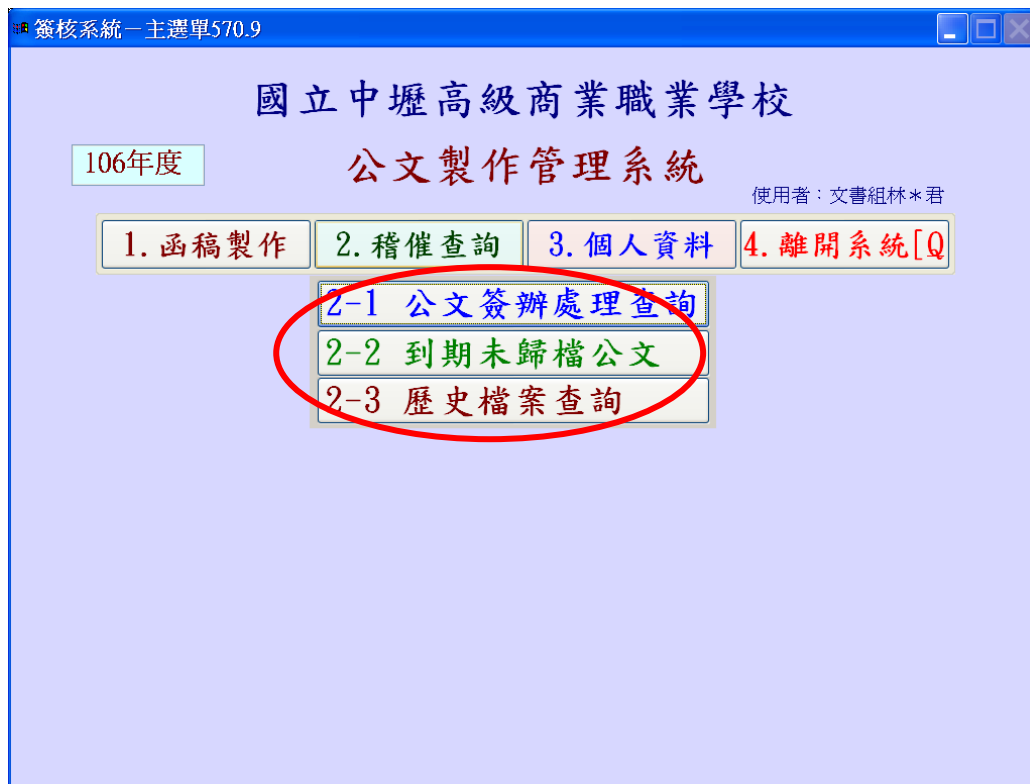 簽核系統－主選單570.9
國立中壢高級商業職業學校
106年度
公文製作管理系統
使用者：文書組林＊君
1.函稿製作 2.稽催查詢 3.個人資料 4.離開系統[Q
2-1 公文簽辦處理查詢
2-2 到期未歸檔公文
2-3 歷史檔案查詢